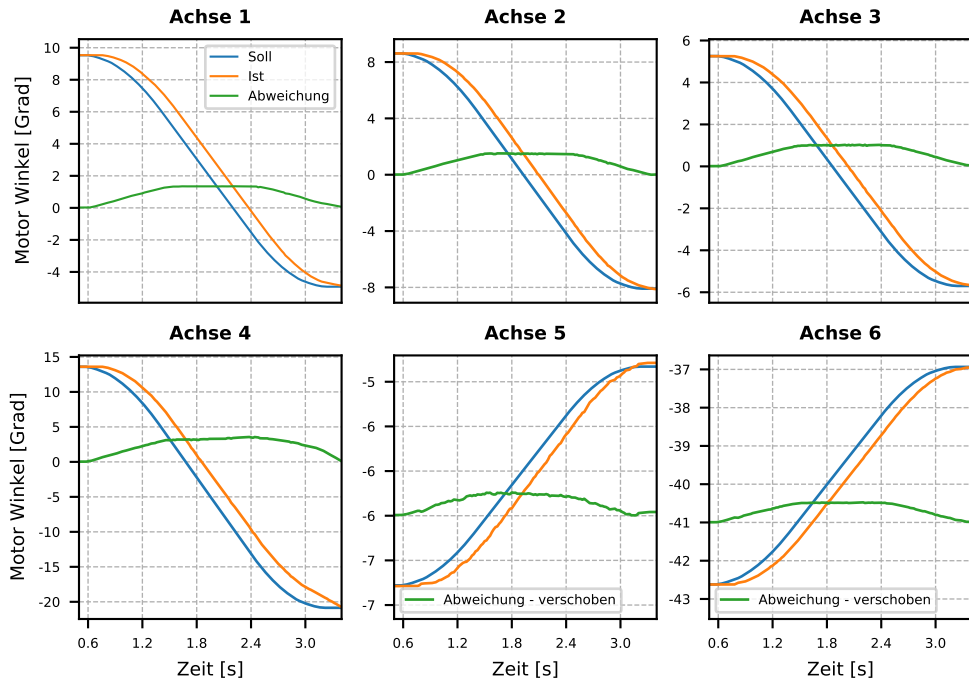 Achse 1
Achse 2
Achse 3
Motor Winkel [Grad]
10
8
6
4
2
0
-2
-4
Soll
Ist
Abweichung
8
4
0
-4
-8
6
4
2
0
-2
-4
-6
Achse 4
Achse 5
Achse 6
Motor Winkel [Grad]
15
10
5
0
-5
-10
-15
-20
0.6 1.2 1.8 2.4 3.0
Zeit [s]
-5
-6
-6
-6
-7
-7
Abweichung - verschoben
0.6 1.2 1.8 2.4 3.0
Zeit [s]
-37
-38
-39
-40
-41
-42
-43
Abweichung - verschoben
0.6 1.2 1.8 2.4 3.0
Zeit [s]